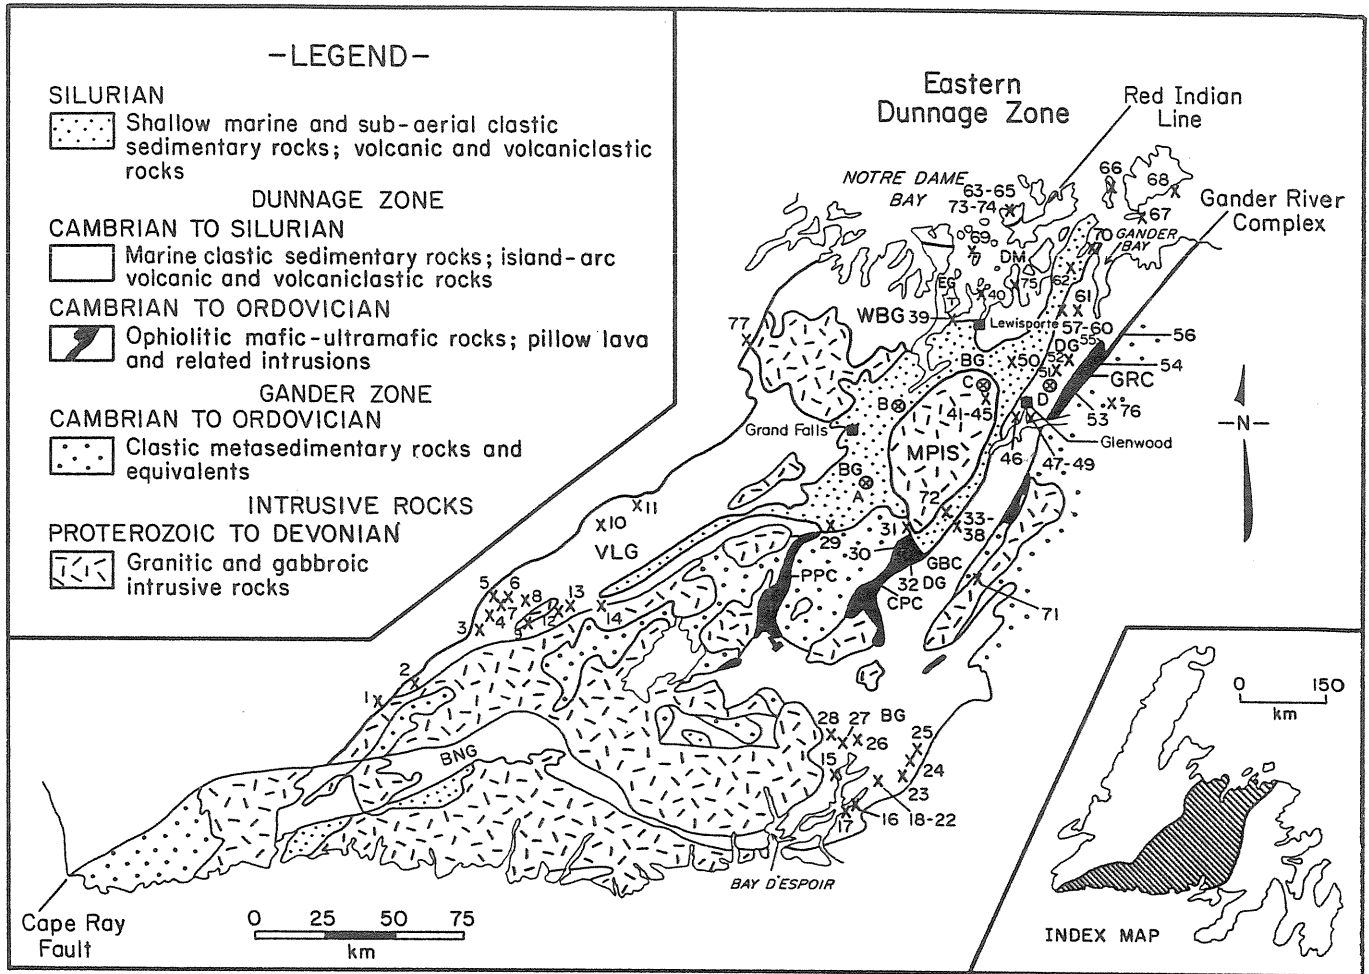 -LEGEND-
SILURIAN
Shallow marine and sub-aerial clastic
sedimentary rocks; volcanic and volcaniclastic
rocks
DUNNAGE ZONE
CAMBRIAN TO SILURIAN
Marine clastic sedimentary rocks; island-arc
volcanic and volcaniclastic rocks
CAMBRIAN TO ORDOVICIAN
Ophiolitic mafic-ultramafic rocks; pillow lava
and related intrusions
GANDER ZONE
CAMBRIAN TO ORDOVICIAN
Clastic metasedimentary rocks and
equivalents
INTRUSIVE ROCKS
PROTEROZOIC TO DEVONIAN
Granitic and gabbroic
intrusive rocks
Eastern
Dunnage Zone
Red Indian
Line
Gander River
Complex
NOTRE DAME
BAY
63-65
73-74
66
68
67
70
GANDER
BAY
69
DM
62
EG
40
75
61
WBG
39
Lewisporte
57-60
77
DG
55
56
BG
50
52
54
51
GRC
C
D
B
41-45
76
53
Grand Falls
Glenwood
MPIS
46
47-49
BG
A
72
11
10
33-
38
29
31
VLG
30
GBC
PPC
32
DG
CPC
71
5
6
8
13
7
4
12
14
3
9
2
1
28
27
BG
26
25
15
24
BNG
23
17
16
18-22
BAY D'ESPOIR
Cape Ray
Fault
0 25 50 75
km
-N-
0 150
km
INDEX MAP